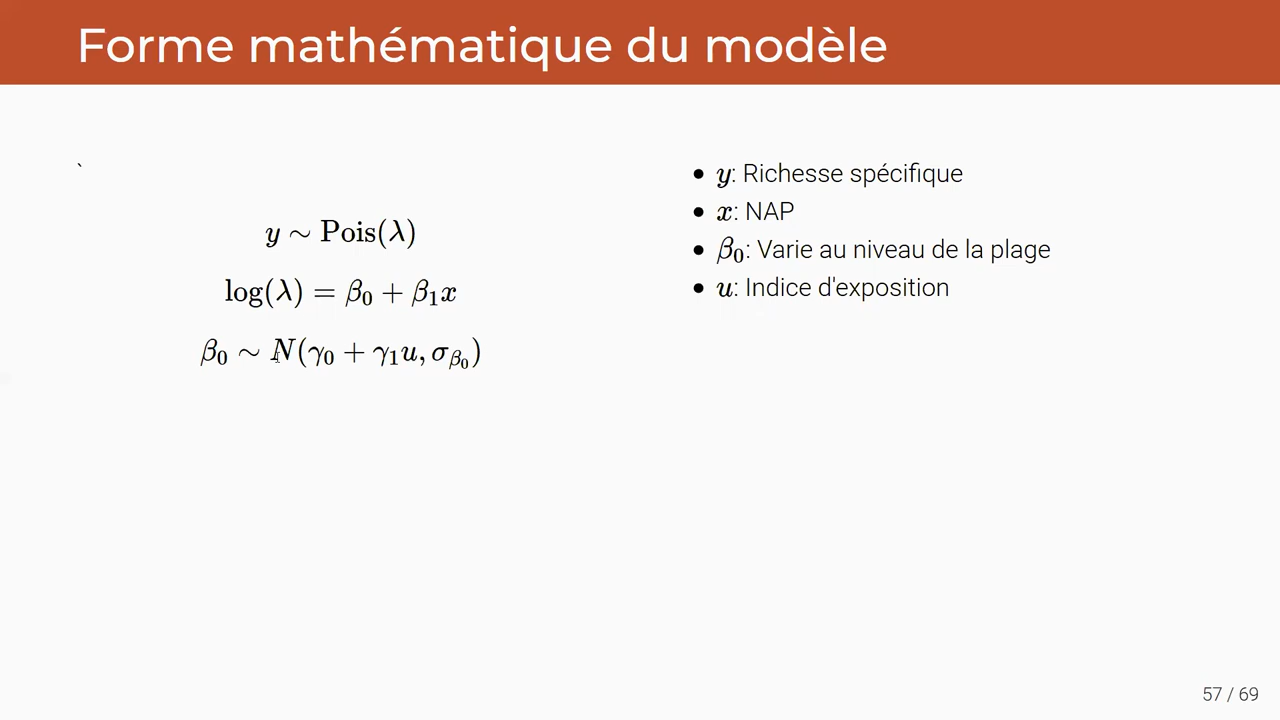 Forme mathématique du modèle
`
y ∼ Pois(λ)
log(λ) = β₀ + β₁x
β₀ ∼ N(γ₀ + γ₁u, σ_β₀)
• y: Richesse spécifique
• x: NAP
• β₀: Varie au niveau de la plage
• u: Indice d'exposition
57 / 69